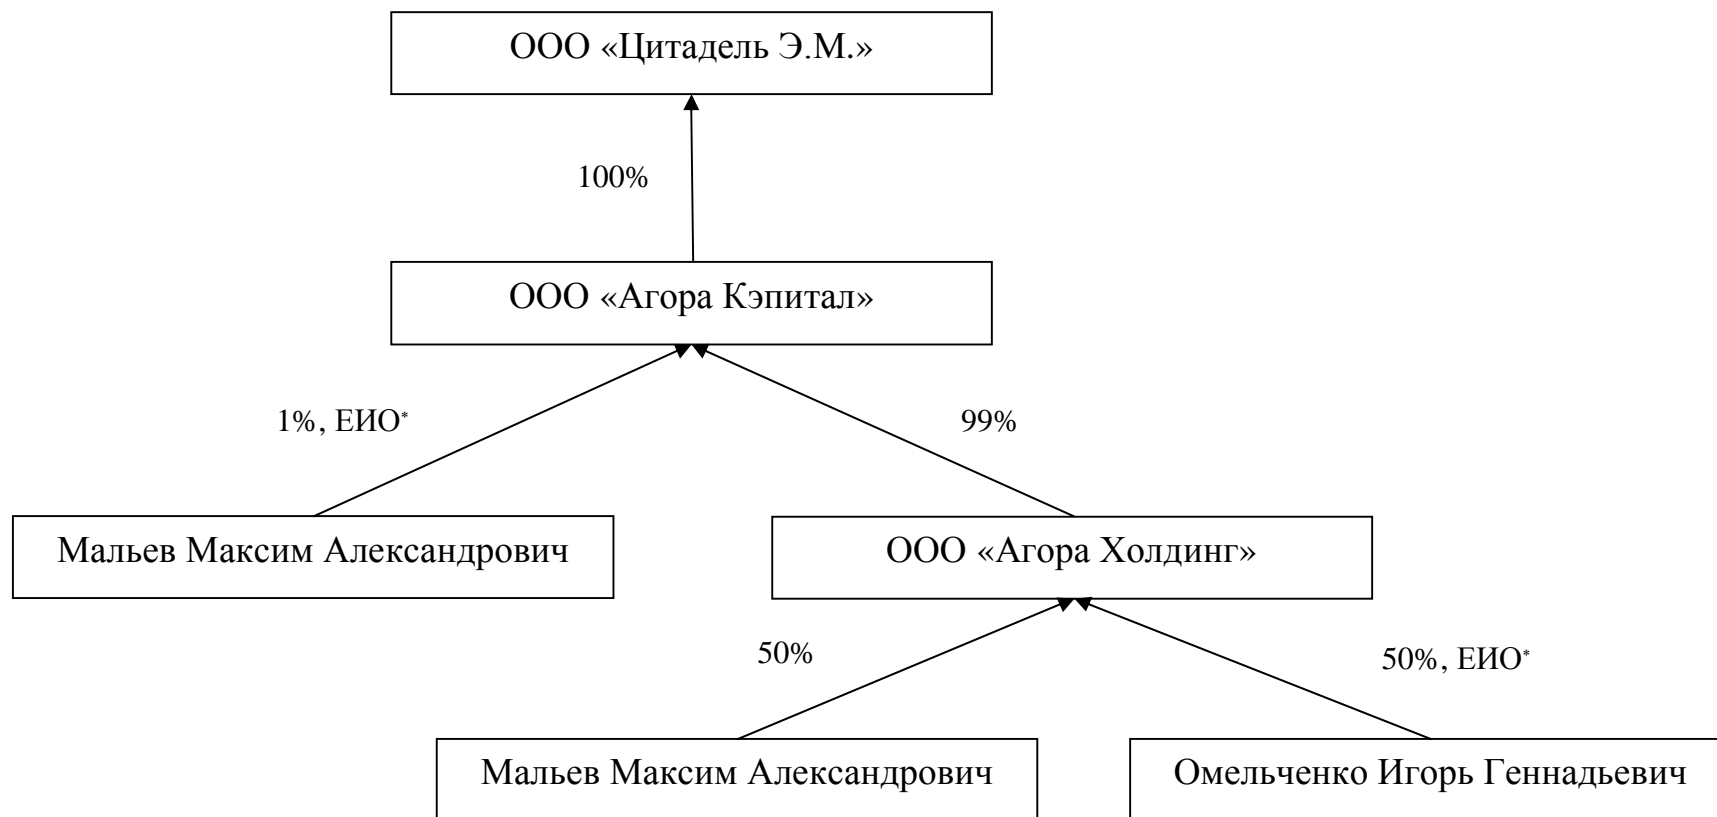 ООО «Цитадель Э.М.»
100%
ООО «Агора Кэпитал»
1%, ЕИО*
99%
Мальев Максим Александрович
ООО «Агора Холдинг»
50%
50%, ЕИО*
Мальев Максим Александрович
Омельченко Игорь Геннадьевич